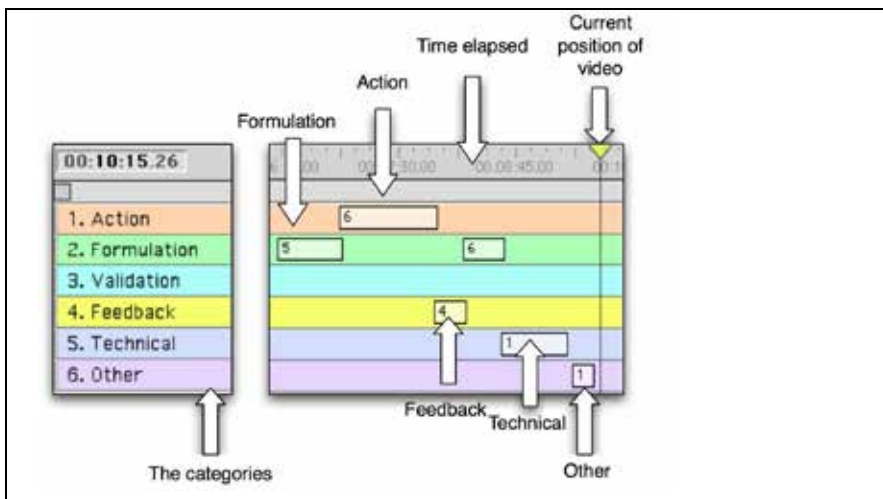 Current
position of
video
Time elapsed
Action
Formulation
00:10:15.26
1. Action
2. Formulation
3. Validation
4. Feedback
5. Technical
6. Other
6
5
6
4
1
1
Feedback
Technical
The categories
Other